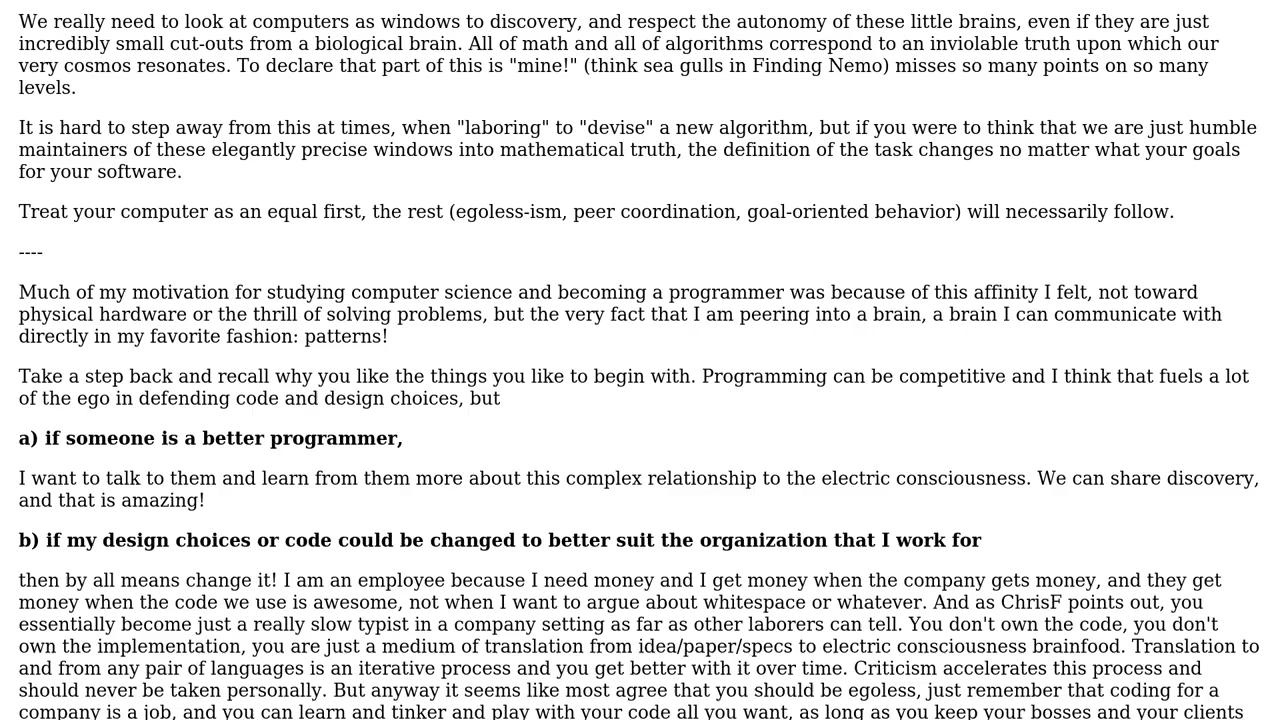 We really need to look at computers as windows to discovery, and respect the autonomy of these little brains, even if they are just
incredibly small cut-outs from a biological brain. All of math and all of algorithms correspond to an inviolable truth upon which our
very cosmos resonates. To declare that part of this is "mine!" (think sea gulls in Finding Nemo) misses so many points on so many
levels.
It is hard to step away from this at times, when "laboring" to "devise" a new algorithm, but if you were to think that we are just humble
maintainers of these elegantly precise windows into mathematical truth, the definition of the task changes no matter what your goals
for your software.
Treat your computer as an equal first, the rest (egoless-ism, peer coordination, goal-oriented behavior) will necessarily follow.
----
Much of my motivation for studying computer science and becoming a programmer was because of this affinity I felt, not toward
physical hardware or the thrill of solving problems, but the very fact that I am peering into a brain, a brain I can communicate with
directly in my favorite fashion: patterns!
Take a step back and recall why you like the things you like to begin with. Programming can be competitive and I think that fuels a lot
of the ego in defending code and design choices, but
a) if someone is a better programmer,
I want to talk to them and learn from them more about this complex relationship to the electric consciousness. We can share discovery,
and that is amazing!
b) if my design choices or code could be changed to better suit the organization that I work for
then by all means change it! I am an employee because I need money and I get money when the company gets money, and they get
money when the code we use is awesome, not when I want to argue about whitespace or whatever. And as ChrisF points out, you
essentially become just a really slow typist in a company setting as far as other laborers can tell. You don't own the code, you don't
own the implementation, you are just a medium of translation from idea/paper/specs to electric consciousness brainfood. Translation to
and from any pair of languages is an iterative process and you get better with it over time. Criticism accelerates this process and
should never be taken personally. But anyway it seems like most agree that you should be egoless, just remember that coding for a
company is a job, and you can learn and tinker and play with your code all you want, as long as you keep your bosses and your clients